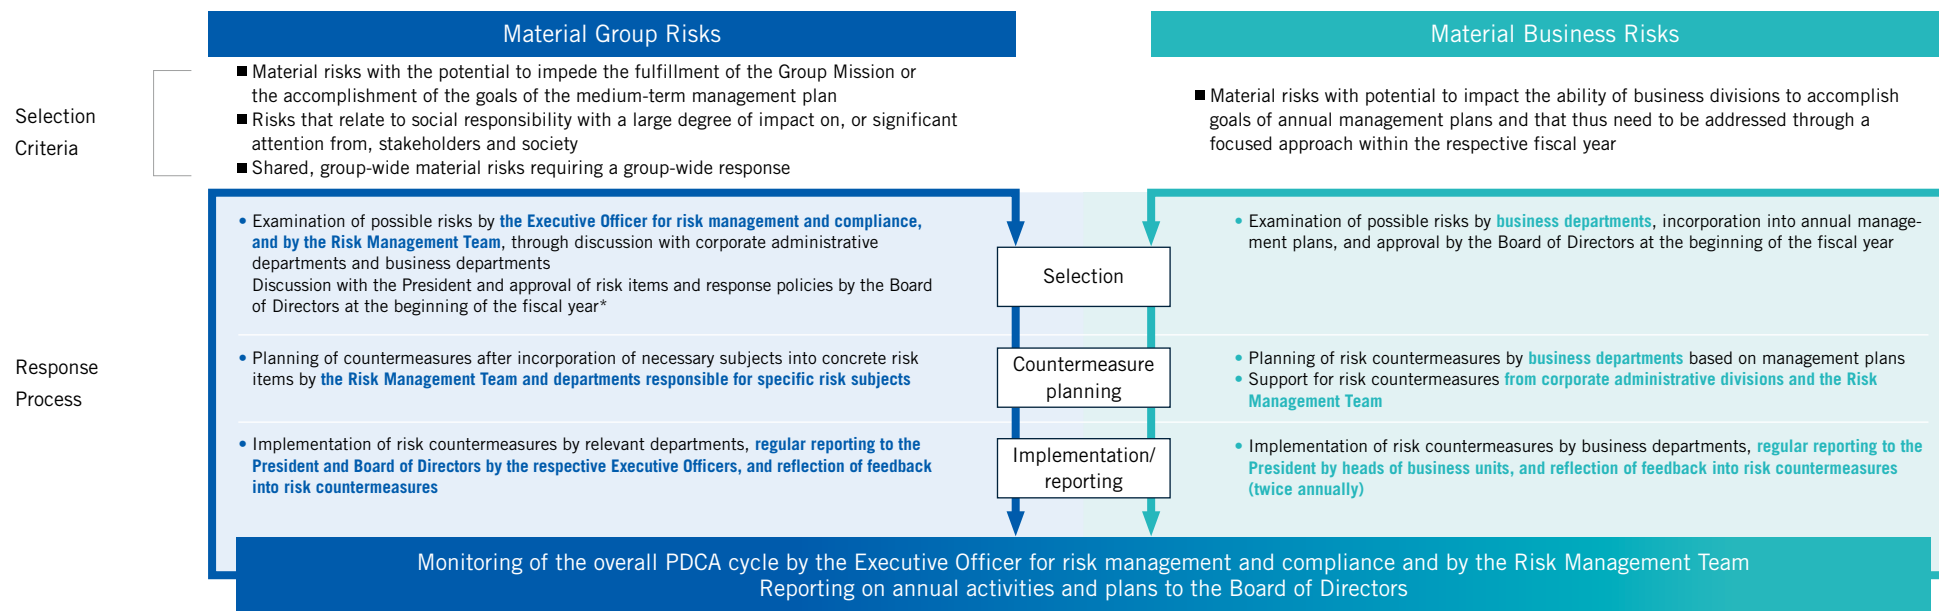 Material Group Risks
Material Business Risks
Selection
Criteria
■ Material risks with the potential to impede the fulfillment of the Group Mission or
the accomplishment of the goals of the medium-term management plan
■ Risks that relate to social responsibility with a large degree of impact on, or significant
attention from, stakeholders and society
■ Shared, group-wide material risks requiring a group-wide response
■ Material risks with potential to impact the ability of business divisions to accomplish
goals of annual management plans and that thus need to be addressed through a
focused approach within the respective fiscal year
Response
Process
• Examination of possible risks by the Executive Officer for risk management and compliance,
and by the Risk Management Team, through discussion with corporate administrative
departments and business departments
Discussion with the President and approval of risk items and response policies by the Board
of Directors at the beginning of the fiscal year*
Selection
• Examination of possible risks by business departments, incorporation into annual manage-
ment plans, and approval by the Board of Directors at the beginning of the fiscal year
• Planning of countermeasures after incorporation of necessary subjects into concrete risk
items by the Risk Management Team and departments responsible for specific risk subjects
Countermeasure
planning
• Planning of risk countermeasures by business departments based on management plans
• Support for risk countermeasures from corporate administrative divisions and the Risk
Management Team
• Implementation of risk countermeasures by relevant departments, regular reporting to the
President and Board of Directors by the respective Executive Officers, and reflection of feedback
into risk countermeasures
Implementation/
reporting
• Implementation of risk countermeasures by business departments, regular reporting to the
President by heads of business units, and reflection of feedback into risk countermeasures
(twice annually)
Monitoring of the overall PDCA cycle by the Executive Officer for risk management and compliance and by the Risk Management Team
Reporting on annual activities and plans to the Board of Directors